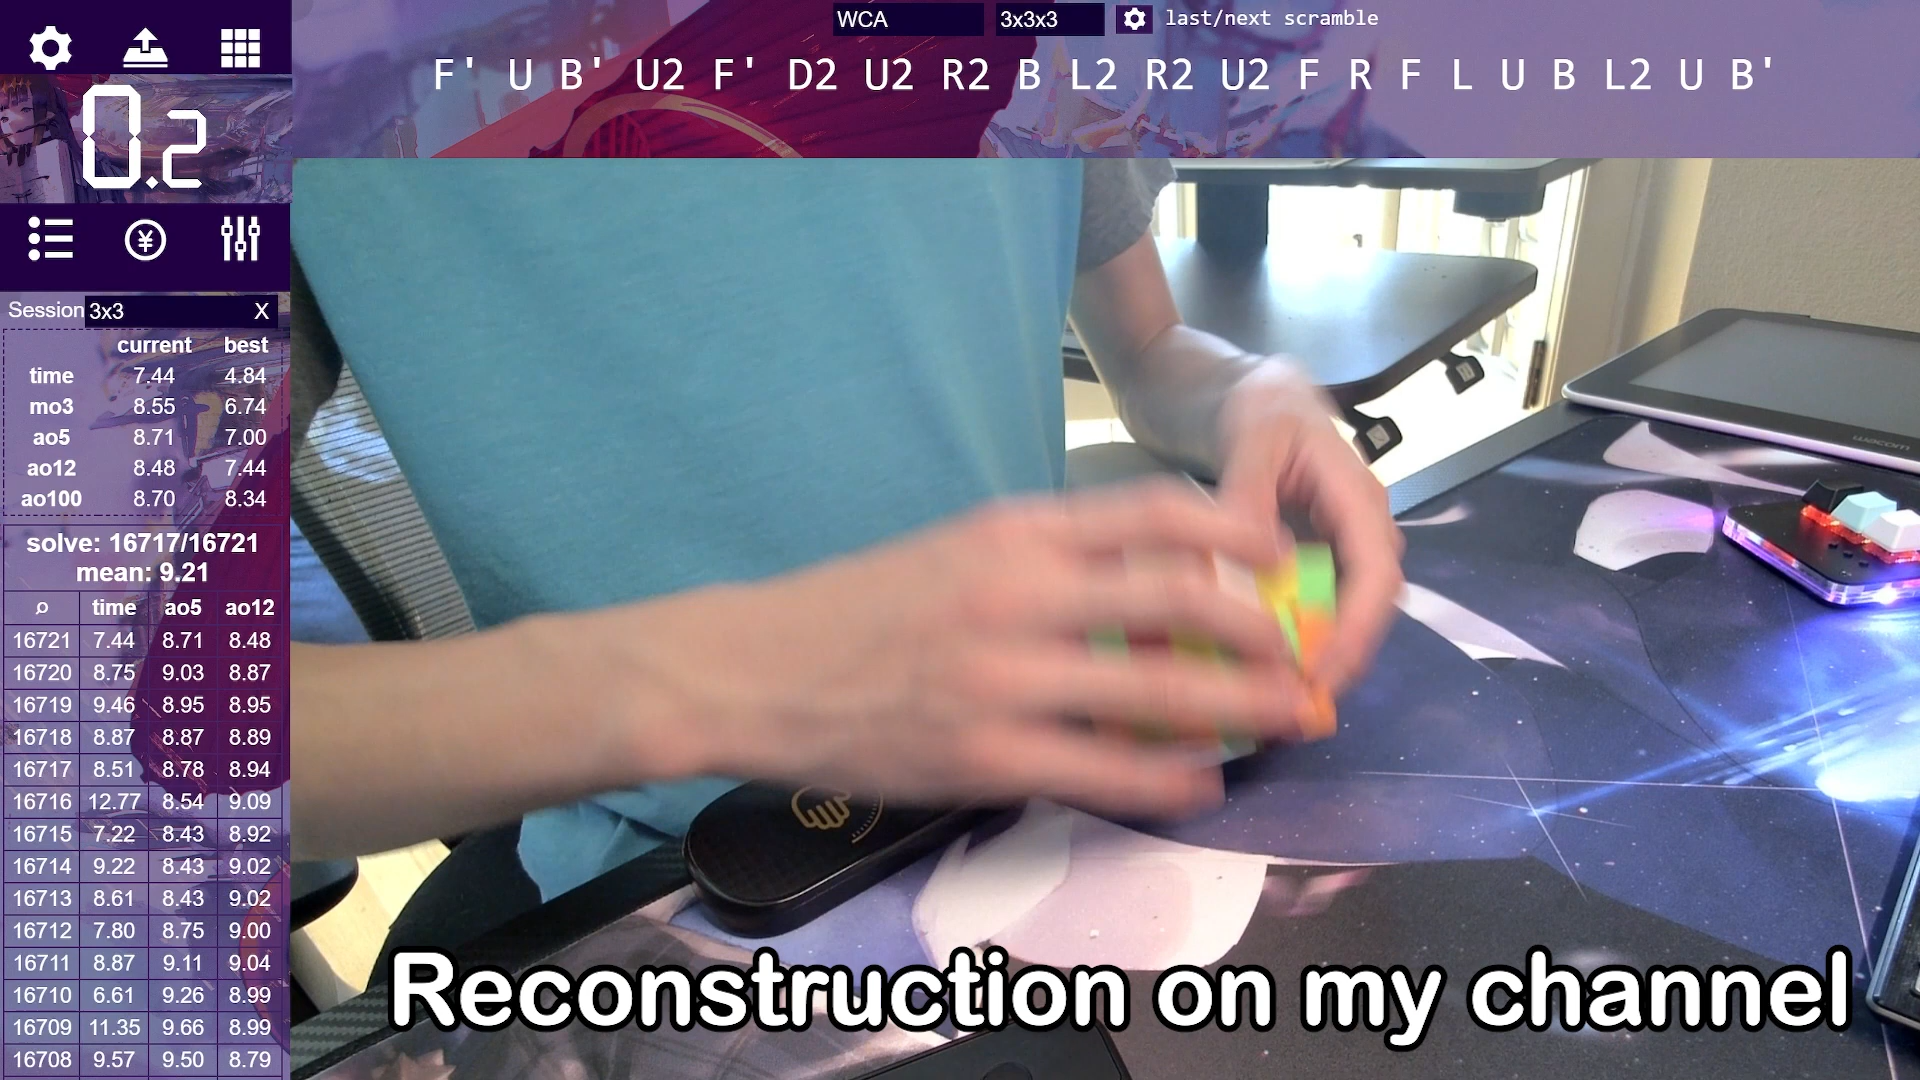 WCA 3x3x3 last/next scramble
F' U B' U2 F' D2 U2 R2 B L2 R2 U2 F R F L U B L2 U B'
0.2
Session 3x3 X
current best
time 7.44 4.84
mo3 8.55 6.74
ao5 8.71 7.00
ao12 8.48 7.44
ao100 8.70 8.34
solve: 16717/16721
mean: 9.21
time ao5 ao12
16721 7.44 8.71 8.48
16720 8.75 9.03 8.87
16719 9.46 8.95 8.95
16718 8.87 8.87 8.89
16717 8.51 8.78 8.94
16716 12.77 8.54 9.09
16715 7.22 8.43 8.92
16714 9.22 8.43 9.02
16713 8.61 8.43 9.02
16712 7.80 8.75 9.00
16711 8.87 9.11 9.04
16710 6.61 9.26 8.99
16709 11.35 9.66 8.99
16708 9.57 9.50 8.79
wacom
Reconstruction on my channel